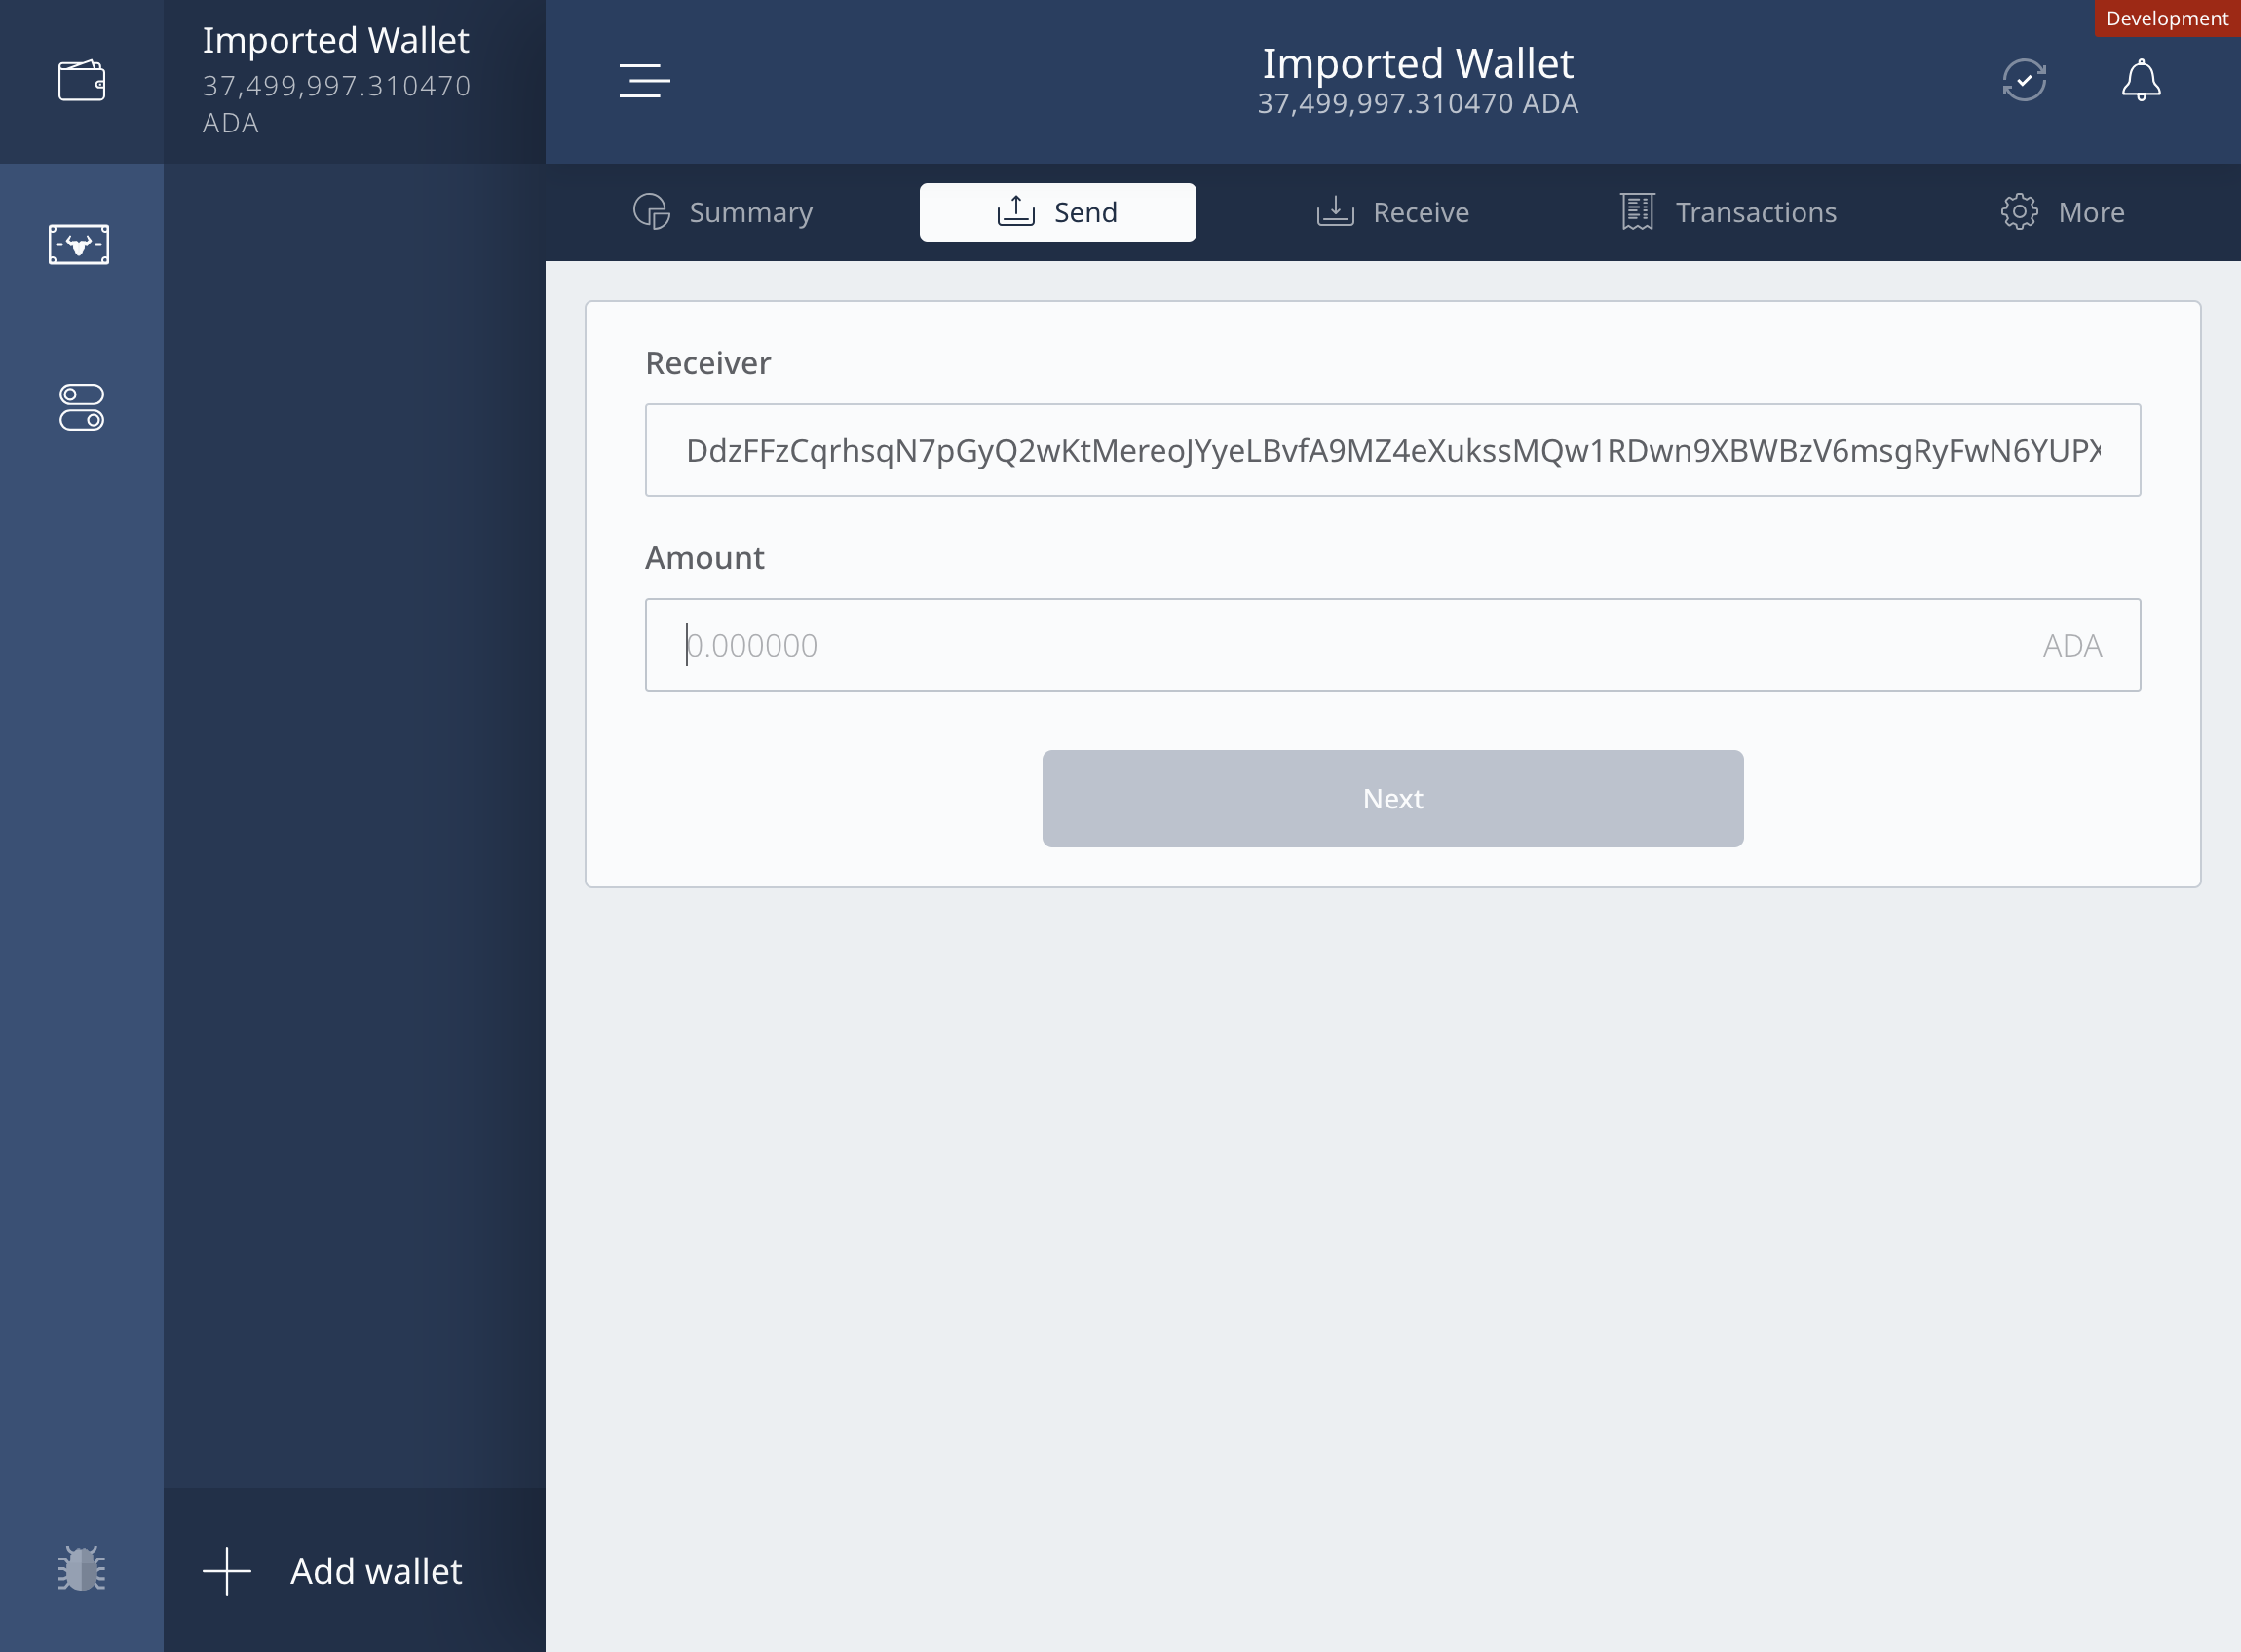 Imported Wallet
37,499,997.310470
ADA
Imported Wallet
37,499,997.310470 ADA
Development
Summary
Send
Receive
Transactions
More
Receiver
DdzFFzCqrhsqN7pGyQ2wKtMereoJYyeLBvfA9MZ4eXukssMQw1RDwn9XBWBzV6msgRyFwN6YUPX
Amount
0.000000
ADA
Next
Add wallet